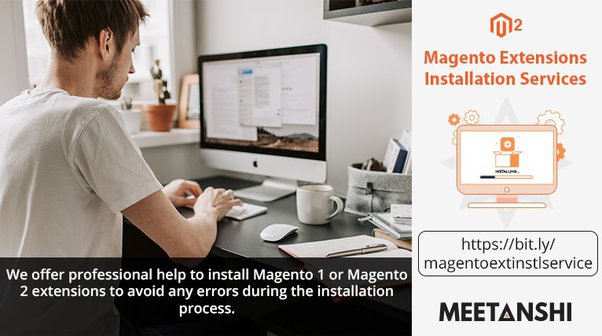 2
Magento Extensions
Installation Services
INSTALLING...
https://bit.ly/
magentoextinstlservice
MEETANSHI
We offer professional help to install Magento 1 or Magento
2 extensions to avoid any errors during the installation
process.